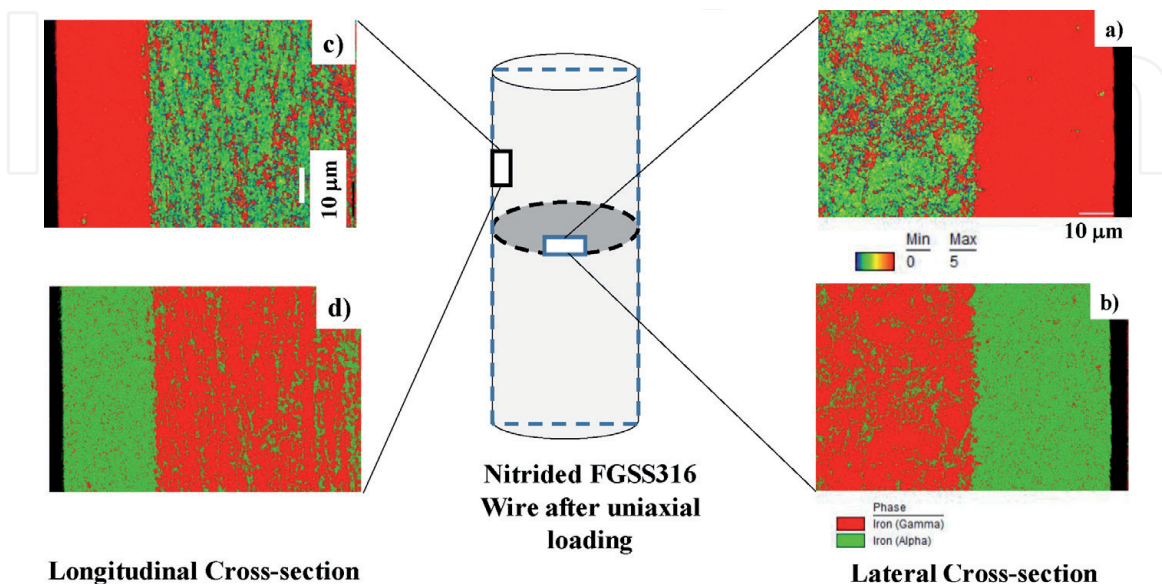 c)
10 μm
a)
10 μm
Min Max
0 5
d)
b)
Phase
Iron (Gamma)
Iron (Alpha)
Nitrided FGSS316
Wire after uniaxial
loading
Longitudinal Cross-section
Lateral Cross-section